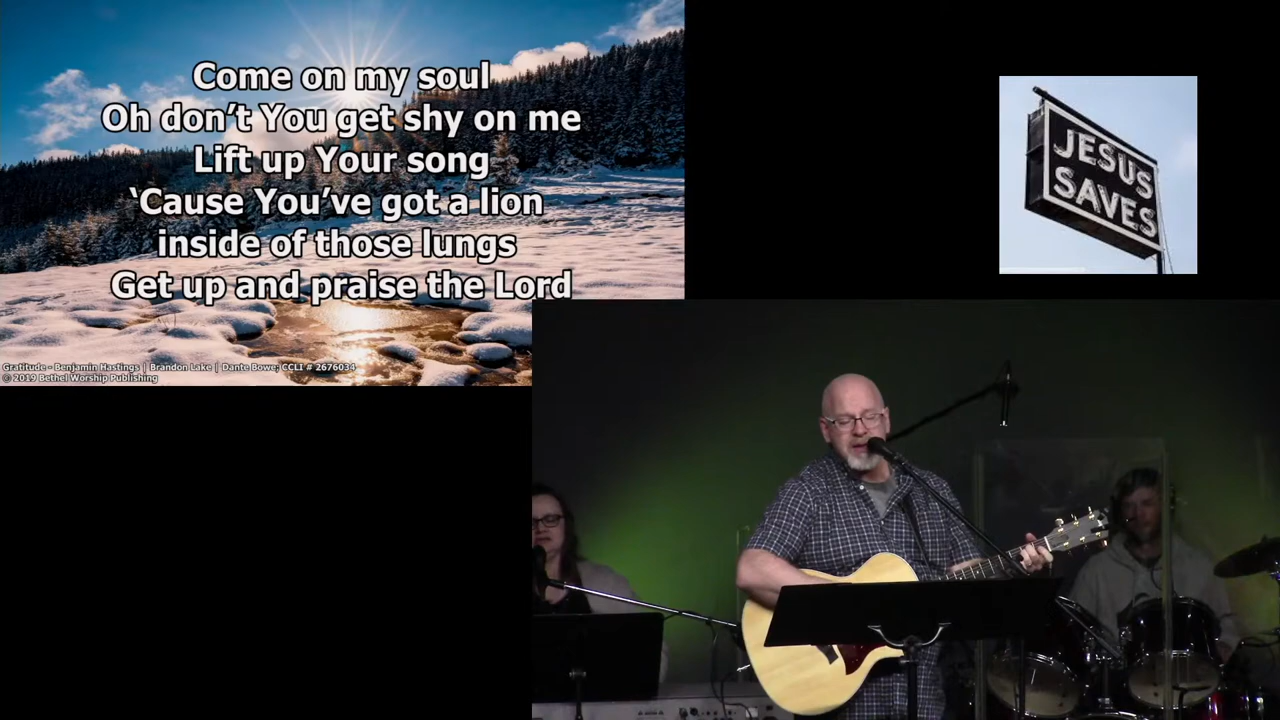 Come on my soul
Oh don’t You get shy on me
Lift up Your song
‘Cause You’ve got a lion
inside of those lungs
Get up and praise the Lord
Gratitude - Benjamin Hastings | Brandon Lake | Dante Bowe; CCLI # 2676034
© 2019 Bethel Worship Publishing
JESUS
SAVES